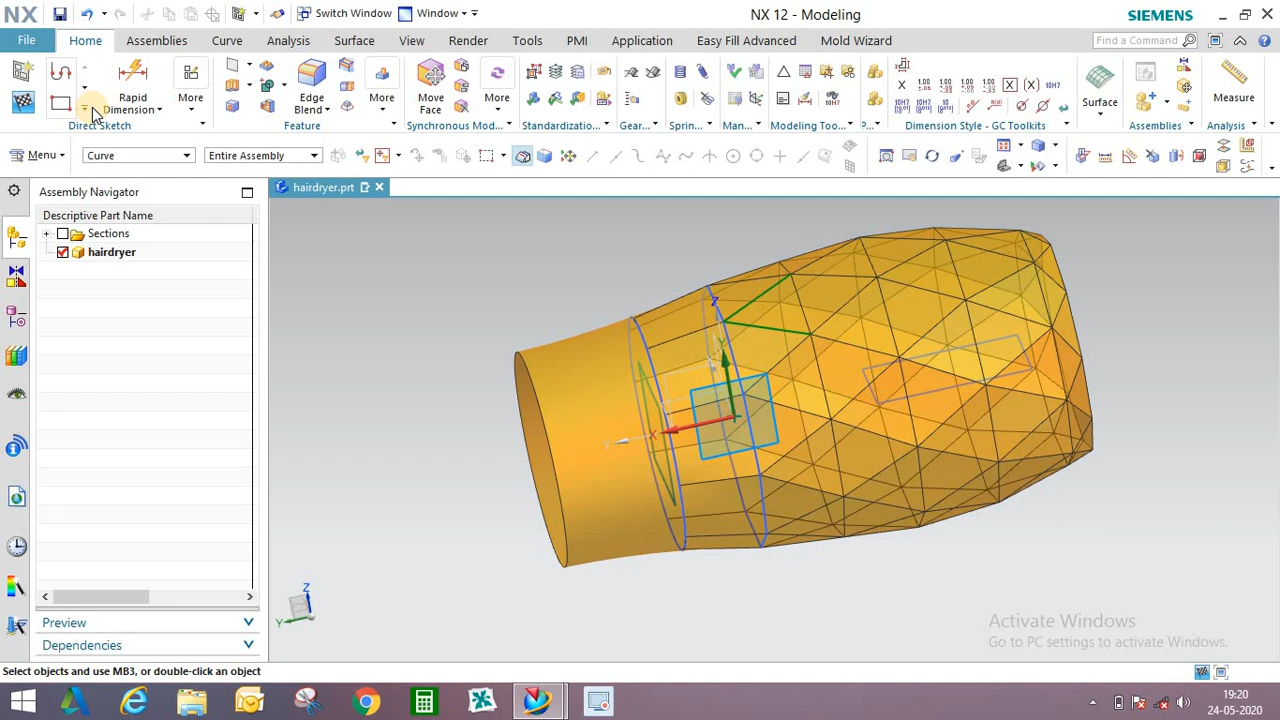 NX
Switch Window
Window
NX 12 - Modeling
SIEMENS
File
Home
Assemblies
Curve
Analysis
Surface
View
Render
Tools
PMI
Application
Easy Fill Advanced
Mold Wizard
Find a Command
Rapid
Dimension
More
Edge
Blend
More
Move
Face
More
Surface
Measure
Direct Sketch
Feature
Synchronous Mod...
Standardizatio...
Gear...
Sprin...
Man...
Modeling Too...
P...
Dimension Style - GC Toolkits
Assemblies
Analysis
Menu
Curve
Entire Assembly
Assembly Navigator
hairdryer.prt
Descriptive Part Name
Sections
hairdryer
Z
Y
X
Z
Y
Preview
Dependencies
Activate Windows
Go to PC settings to activate Windows.
Select objects and use MB3, or double-click an object
19:20
24-05-2020